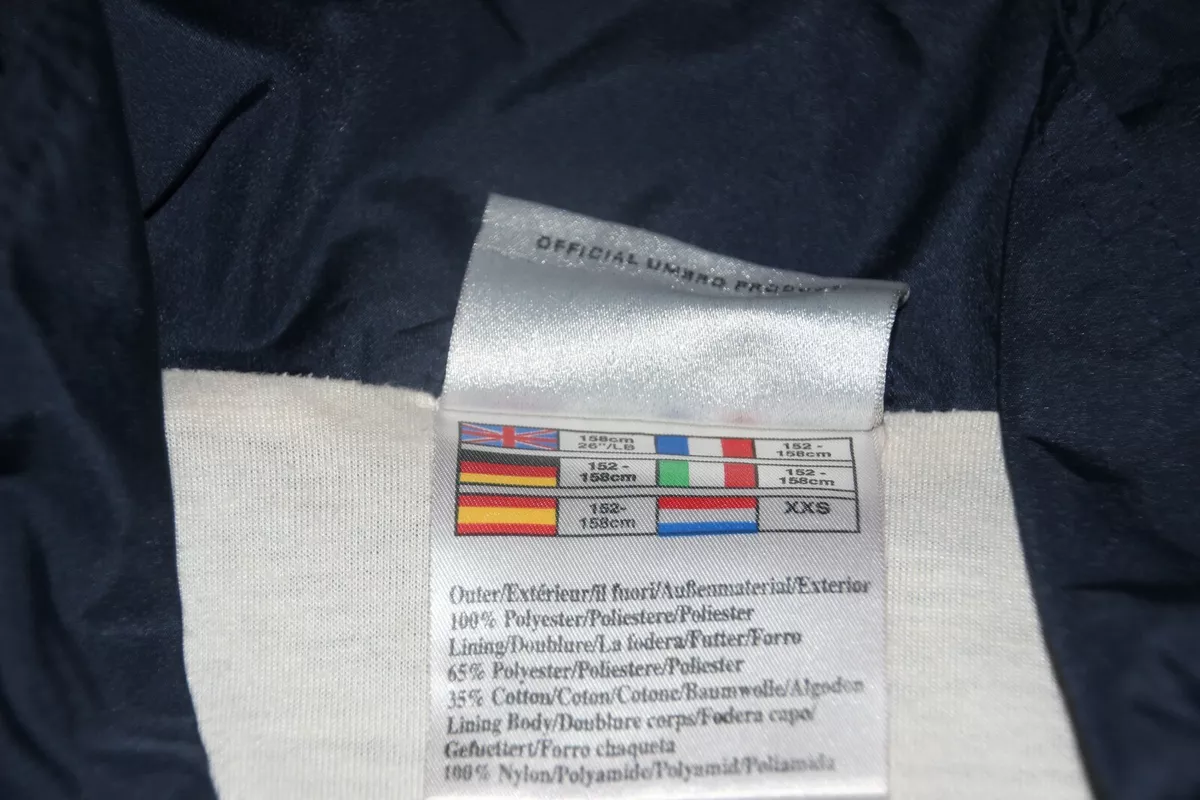 OFFICIAL UMBRO PRODUCT
158cm 152 -
26"/LB 158cm
152 - 152 -
158cm 158cm
152- XXS
158cm
Outer/Extérieur/il fuori/Außenmaterial/Exterior
100% Polyester/Poliestere/Poliester
Lining/Doublure/La fodera/Futter/Forro
65% Polyester/Poliestere/Poliester
35% Cotton/Coton/Cotone/Baumwolle/Algodon
Lining Body/Doublure corps/Fodera capo/
Gefuettert/Forro chaqueta
100% Nylon/Polyamide/Polyamid/Poliamida